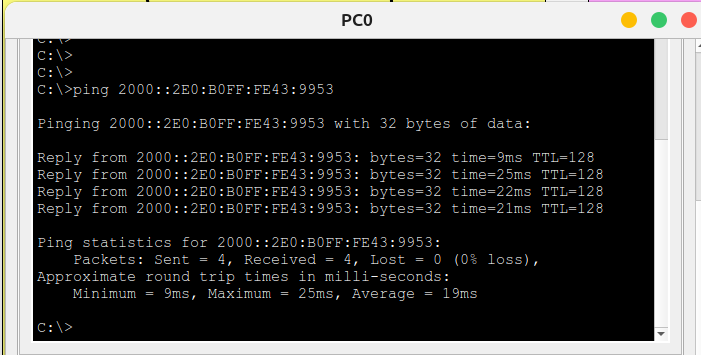 PC0
C:\>
C:\>
C:\>
C:\>ping 2000::2E0:B0FF:FE43:9953
Pinging 2000::2E0:B0FF:FE43:9953 with 32 bytes of data:
Reply from 2000::2E0:B0FF:FE43:9953: bytes=32 time=9ms TTL=128
Reply from 2000::2E0:B0FF:FE43:9953: bytes=32 time=25ms TTL=128
Reply from 2000::2E0:B0FF:FE43:9953: bytes=32 time=22ms TTL=128
Reply from 2000::2E0:B0FF:FE43:9953: bytes=32 time=21ms TTL=128
Ping statistics for 2000::2E0:B0FF:FE43:9953:
Packets: Sent = 4, Received = 4, Lost = 0 (0% loss),
Approximate round trip times in milli-seconds:
Minimum = 9ms, Maximum = 25ms, Average = 19ms
C:\>